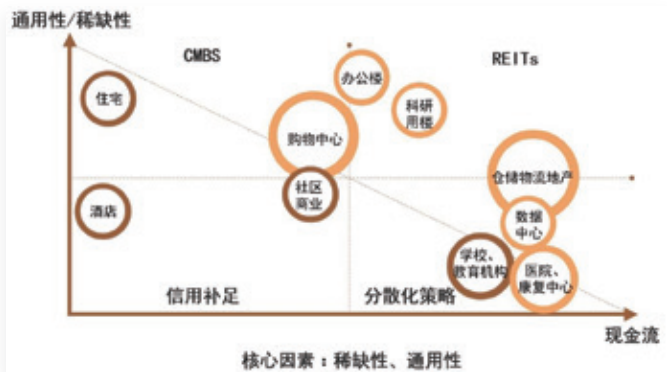 通用性/稀缺性
CMBS
REITs
办公楼
住宅
科研
用楼
购物中心
仓储物流地产
社区
商业
酒店
数据
中心
学校、
教育机构
医院、
康复中心
信用补足
分散化策略
现金流
核心因素：稀缺性、通用性